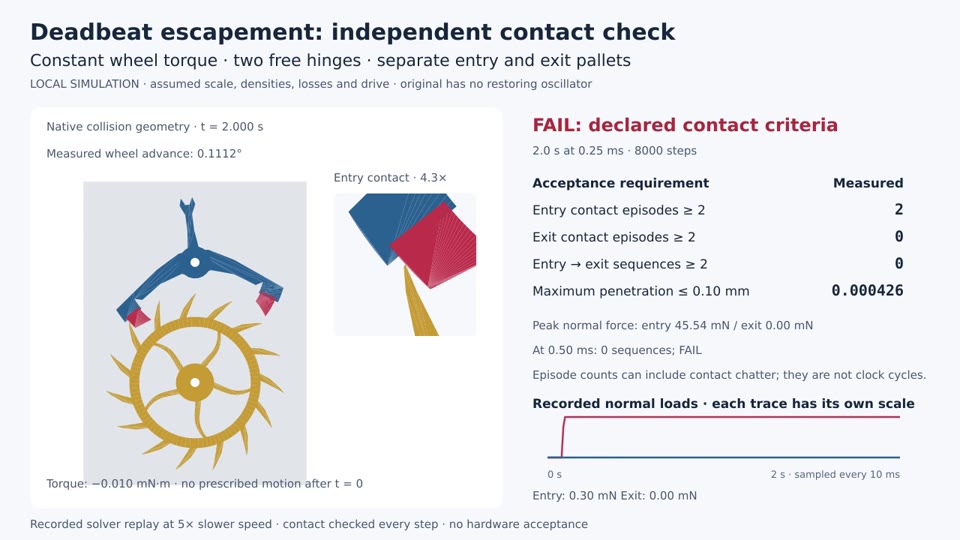 Deadbeat escapement: independent contact check
Constant wheel torque · two free hinges · separate entry and exit pallets
LOCAL SIMULATION · assumed scale, densities, losses and drive · original has no restoring oscillator
Native collision geometry · t = 2.000 s
Measured wheel advance: 0.1112°
Entry contact · 4.3×
Torque: −0.010 mN·m · no prescribed motion after t = 0
FAIL: declared contact criteria
2.0 s at 0.25 ms · 8000 steps
Acceptance requirement Measured
Entry contact episodes ≥ 2 2
Exit contact episodes ≥ 2 0
Entry → exit sequences ≥ 2 0
Maximum penetration ≤ 0.10 mm 0.000426
Peak normal force: entry 45.54 mN / exit 0.00 mN
At 0.50 ms: 0 sequences; FAIL
Episode counts can include contact chatter; they are not clock cycles.
Recorded normal loads · each trace has its own scale
0 s 2 s · sampled every 10 ms
Entry: 0.30 mN Exit: 0.00 mN
Recorded solver replay at 5× slower speed · contact checked every step · no hardware acceptance